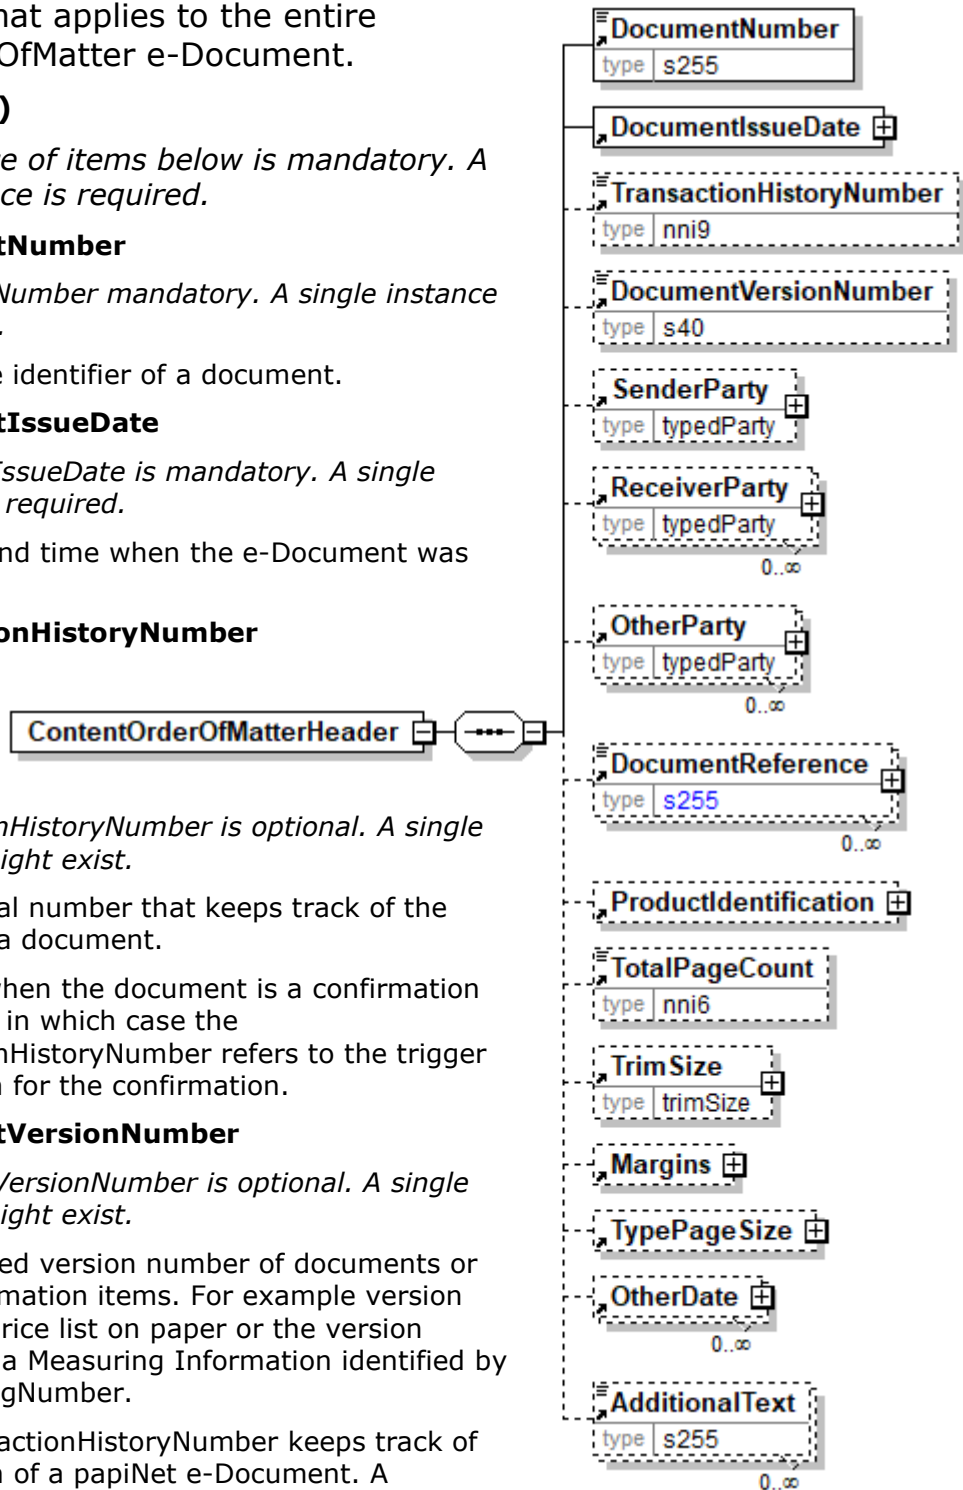 hat applies to the entire
OfMatter e-Document.
)
e of items below is mandatory. A
ce is required.
tNumber
Number mandatory. A single instance
.
e identifier of a document.
tIssueDate
IssueDate is mandatory. A single
required.
nd time when the e-Document was
onHistoryNumber
nHistoryNumber is optional. A single
ight exist.
al number that keeps track of the
a document.
when the document is a confirmation
in which case the
nHistoryNumber refers to the trigger
n for the confirmation.
tVersionNumber
VersionNumber is optional. A single
ight exist.
ed version number of documents or
mation items. For example version
rice list on paper or the version
a Measuring Information identified by
gNumber.
actionHistoryNumber keeps track of
n of a papiNet e-Document. A
ContentOrderOfMatterHeader
DocumentNumber
type s255
DocumentIssueDate
TransactionHistoryNumber
type nni9
DocumentVersionNumber
type s40
SenderParty
type typedParty
ReceiverParty
type typedParty
0..∞
OtherParty
type typedParty
0..∞
DocumentReference
type s255
0..∞
ProductIdentification
TotalPageCount
type nni6
TrimSize
type trimSize
Margins
TypePageSize
OtherDate
0..∞
AdditionalText
type s255
0..∞